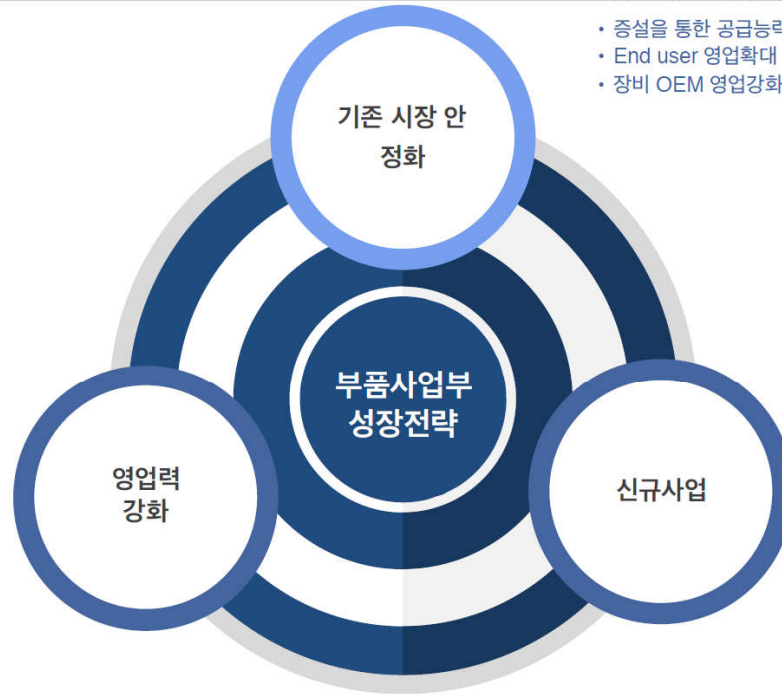 • 증설을 통한 공급능력
• End user 영업확대
• 장비 OEM 영업강화
기존 시장 안
정화
부품사업부
성장전략
영업력
강화
신규사업